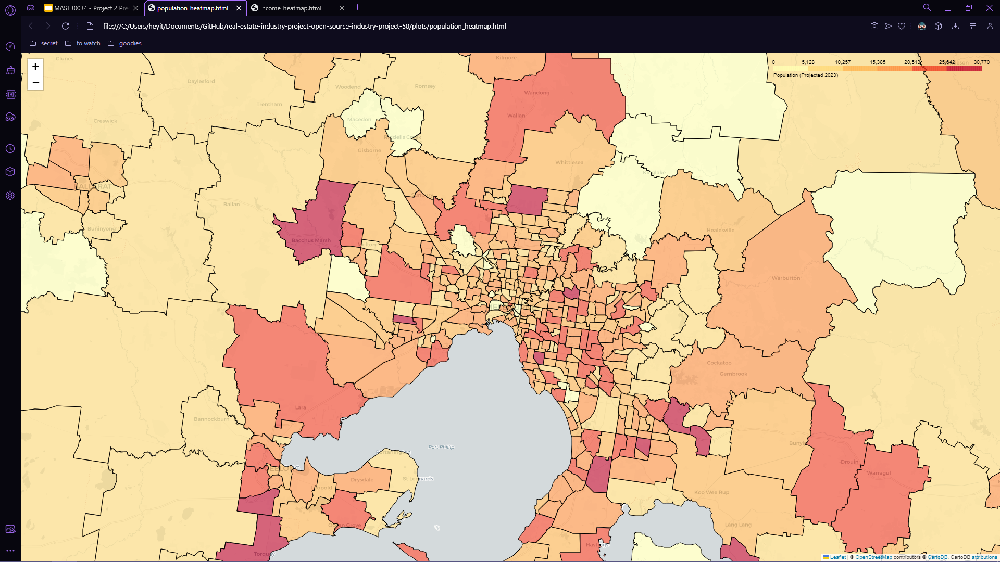 MAST30034 - Project 2 Pre
population_heatmap.html
income_heatmap.html
file:///C:/Users/heyit/Documents/GitHub/real-estate-industry-project-open-source-industry-project-50/plots/population_heatmap.html
secret
to watch
goodies
+
−
0 5,128 10,257 15,385 20,513 25,642 30,770
Population (Projected 2023)
Clunes
Kilmore
Daylesford
Woodend
Romsey
Wandong
Trentham
Wallan
Creswick
Macedon
Riddells Creek
Gisborne
Whittlesea
Kinglake
BALLARAT
Sunbury
Ballan
Buninyong
Healesville
Bacchus Marsh
Melton
Warburton
MELBOURNE
Cockatoo
Gembrook
Lara
Bannockburn
Bunyip
Port Phillip
Portarlington
Drouin
GEELONG
Warragul
Drysdale
St Leonards
Leopold
Koo Wee Rup
Ocean Grove
Lang Lang
Hastings
Torquay
Leaflet | © OpenStreetMap contributors © CartoDB, CartoDB attributions